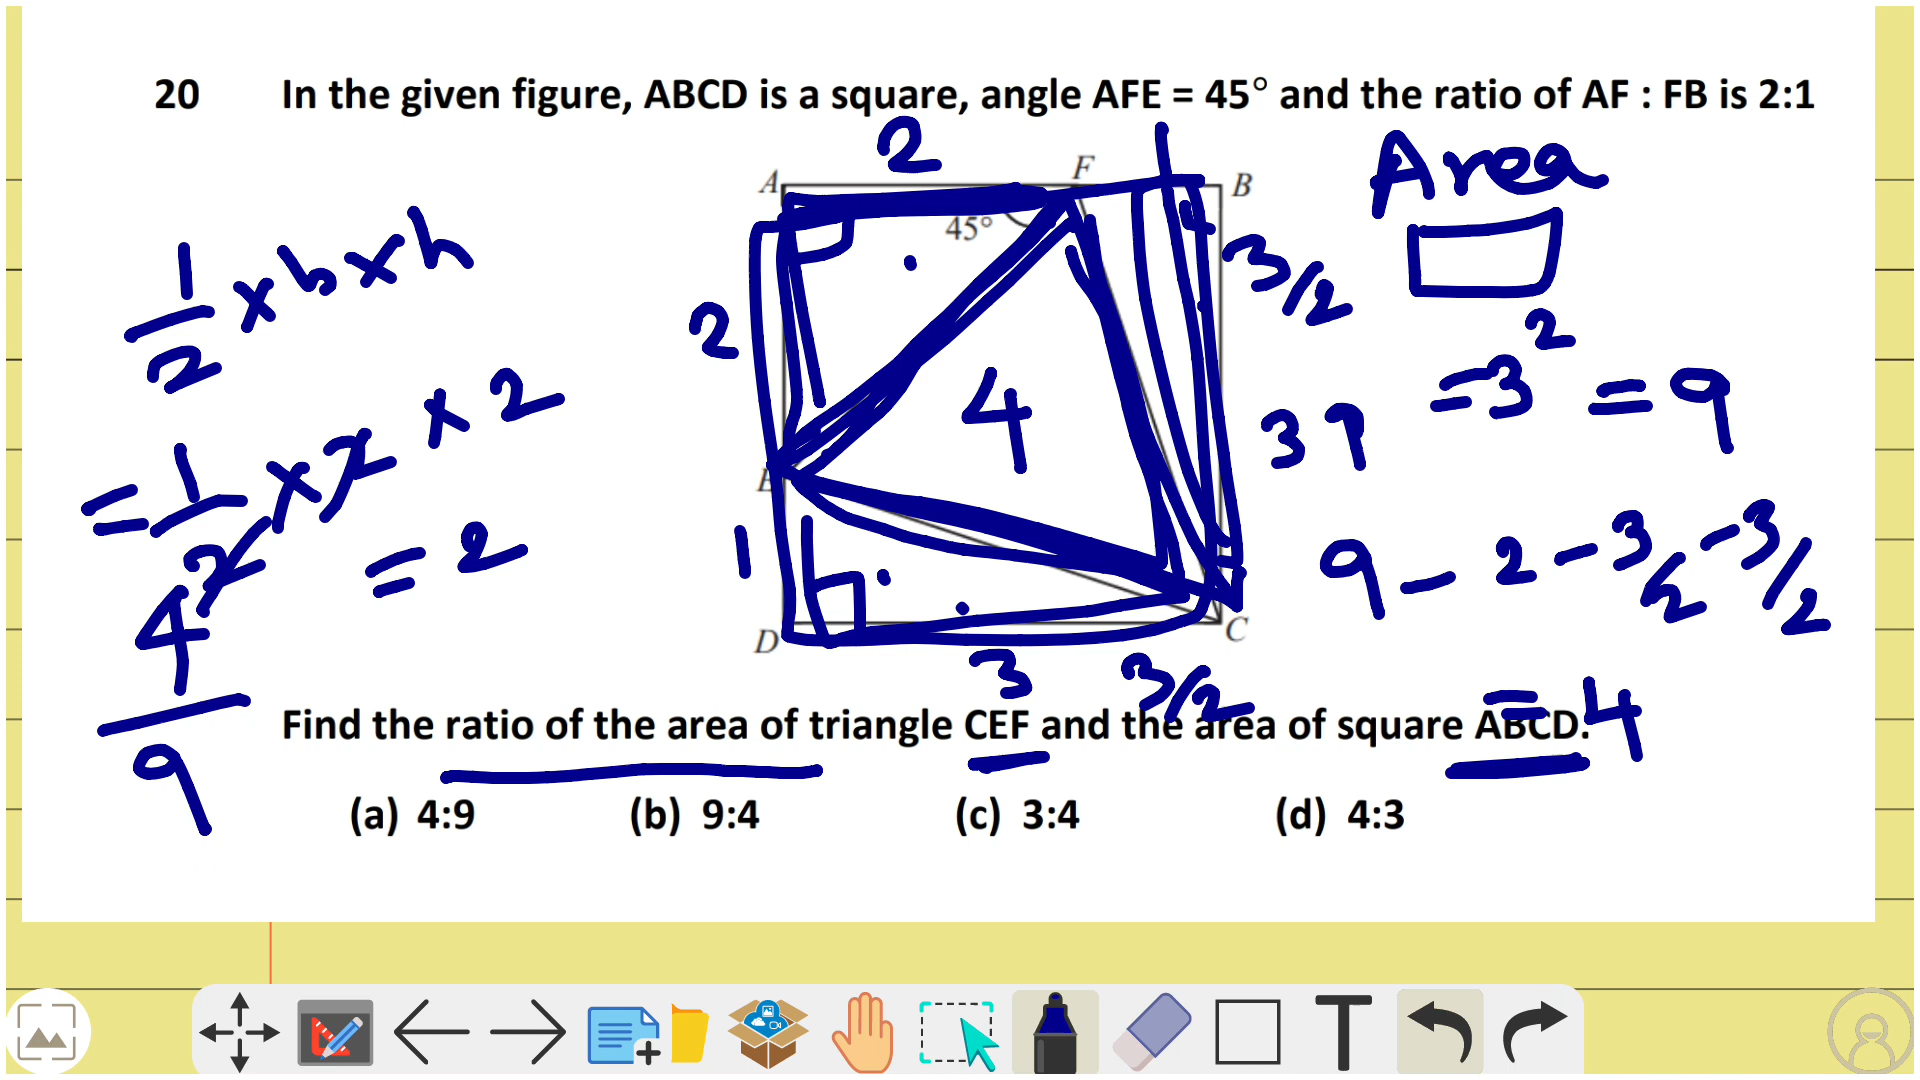 20 In the given figure, ABCD is a square, angle AFE = 45° and the ratio of AF : FB is 2:1
2 1
A F B
45°
Area
1/2 × b × h
2
3/2
4
= 3² = 9
= 1/2 × 2 × 2
3 9
E
= 2
1
9 - 2 - 3/2 - 3/2
D C
3 3/2
= 4
4/9
Find the ratio of the area of triangle CEF and the area of square ABCD.
(a) 4:9 (b) 9:4 (c) 3:4 (d) 4:3
T